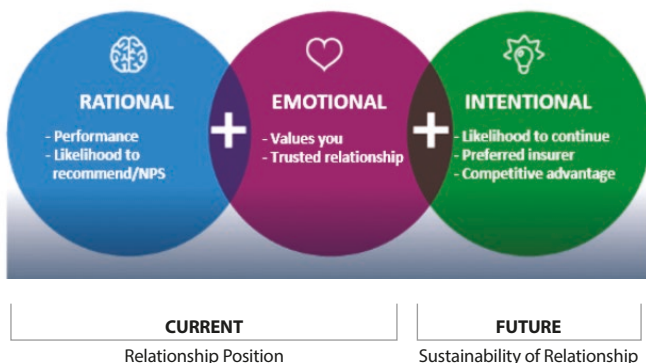 RATIONAL
- Performance
- Likelihood to
recommend/NPS
+
EMOTIONAL
- Values you
- Trusted relationship
+
INTENTIONAL
- Likelihood to continue
- Preferred insurer
- Competitive advantage
CURRENT
Relationship Position
FUTURE
Sustainability of Relationship